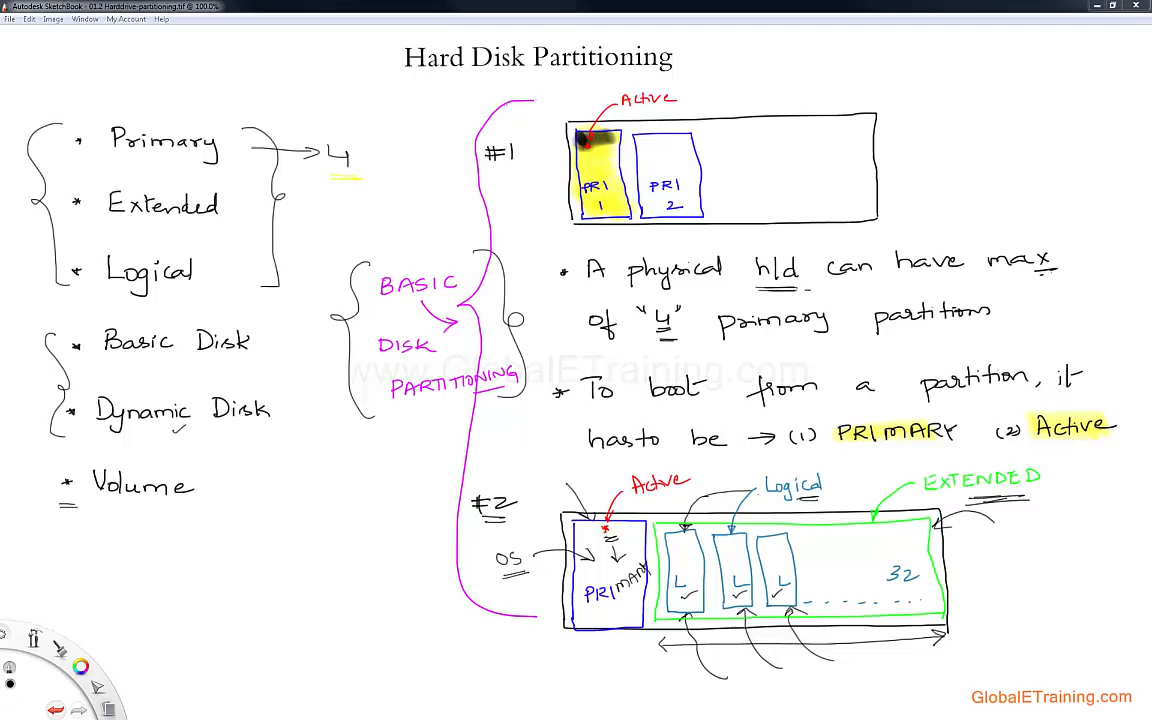 Autodesk SketchBook - 01.2 Harddrive-partitioning.tif @ 100.0%
File Edit Image Window My Account Help
Hard Disk Partitioning
* Primary → 4
* Extended
* Logical
* Basic Disk
* Dynamic Disk
* Volume
BASIC
DISK
PARTITIONING
#1
Active
PRI 1
PRI 2
* A physical h/d can have max
of "4" primary partitions
* To boot from a partition, it
has to be → (1) PRIMARY (2) Active
#2
Active
Logical
EXTENDED
OS
PRIMARY
L
L
L
32
www.GlobalETraining.com
GlobalETraining.com